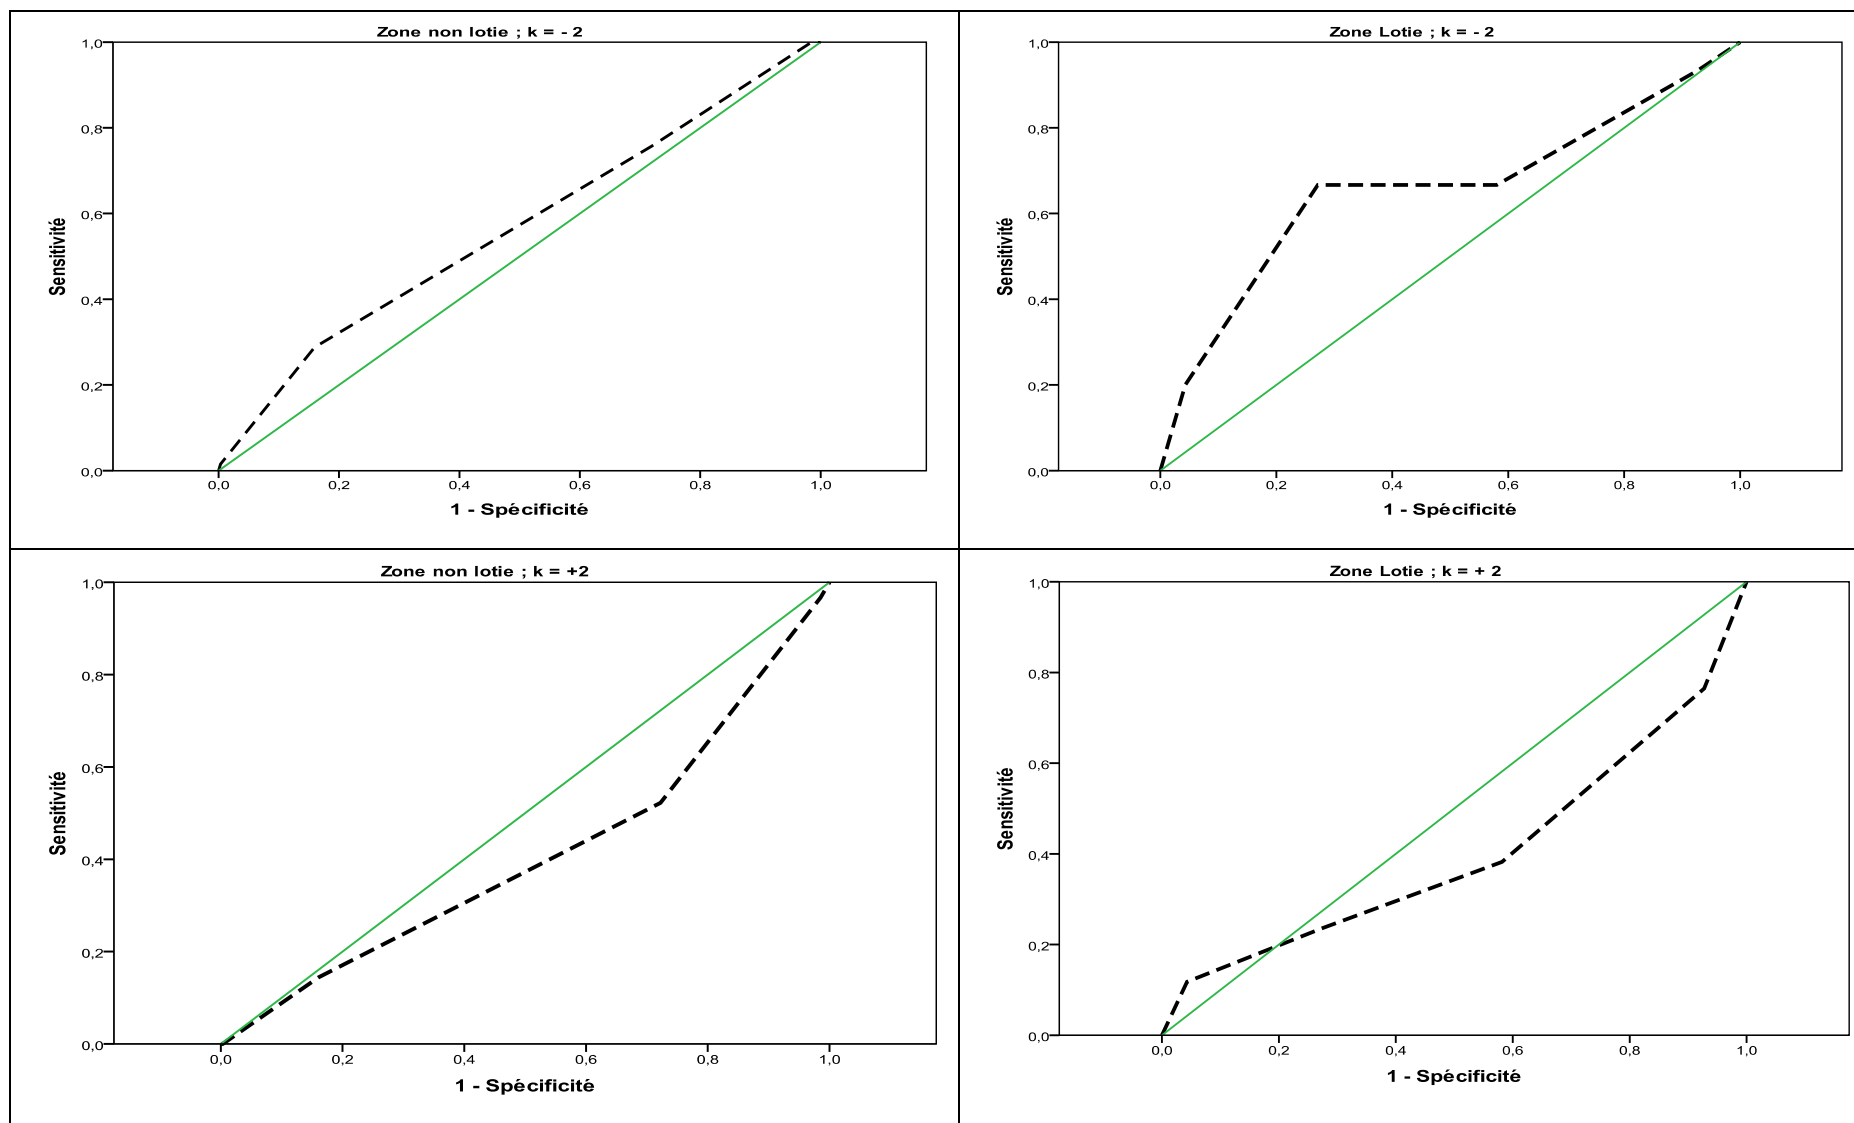 Zone non lotie ; k = - 2
1,0
0,8
0,6
0,4
0,2
0,0
Sensitivité
0,0 0,2 0,4 0,6 0,8 1,0
1 - Spécificité
Zone Lotie ; k = - 2
1,0
0,8
0,6
0,4
0,2
0,0
Sensitivité
0,0 0,2 0,4 0,6 0,8 1,0
1 - Spécificité
Zone non lotie ; k = +2
1,0
0,8
0,6
0,4
0,2
0,0
Sensitivité
0,0 0,2 0,4 0,6 0,8 1,0
1 - Spécificité
Zone Lotie ; k = + 2
1,0
0,8
0,6
0,4
0,2
0,0
Sensitivité
0,0 0,2 0,4 0,6 0,8 1,0
1 - Spécificité